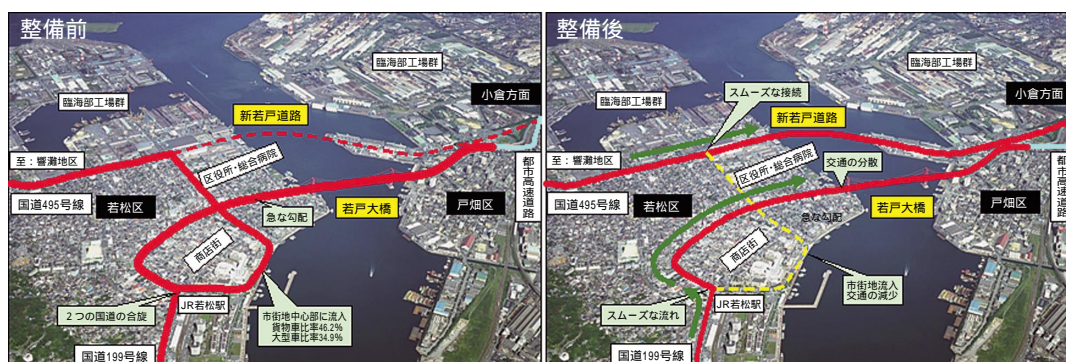 整備前
臨海部工場群
臨海部工場群
小倉方面
新若戸道路
至：響灘地区
区役所・総合病院
都市高速道路
国道495号線
若松区
急な勾配
若戸大橋
戸畑区
商店街
JR若松駅
２つの国道の合旋
市街地中心部に流入
貨物車比率46.2%
大型車比率34.9%
国道199号線
整備後
臨海部工場群
スムーズな接続
臨海部工場群
小倉方面
新若戸道路
至：響灘地区
区役所・総合病院
交通の分散
都市高速道路
国道495号線
若松区
急な勾配
若戸大橋
戸畑区
商店街
市街地流入
交通の減少
JR若松駅
スムーズな流れ
国道199号線